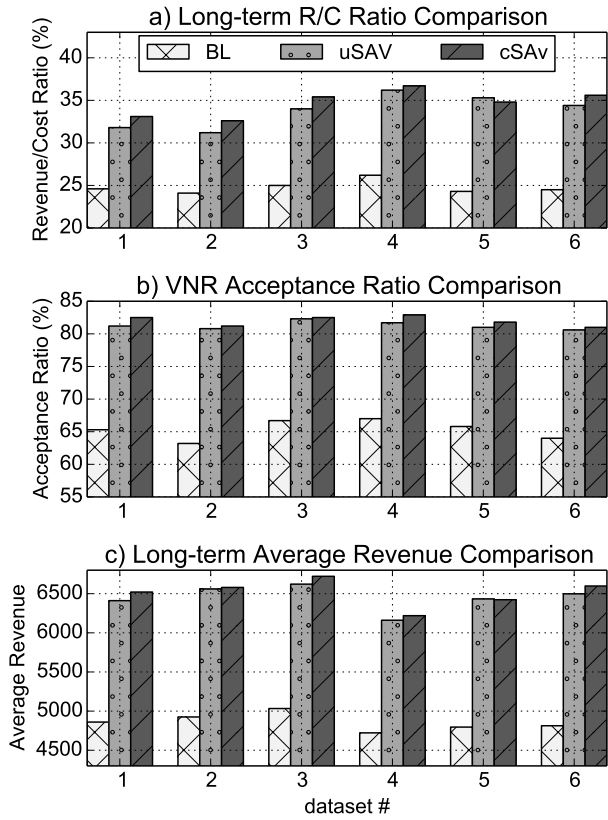 a) Long-term R/C Ratio Comparison
Revenue/Cost Ratio (%)
40
35
30
25
20
BL uSAV cSAv
1 2 3 4 5 6
b) VNR Acceptance Ratio Comparison
Acceptance Ratio (%)
85
80
75
70
65
60
55
1 2 3 4 5 6
c) Long-term Average Revenue Comparison
Average Revenue
6500
6000
5500
5000
4500
1 2 3 4 5 6
dataset #